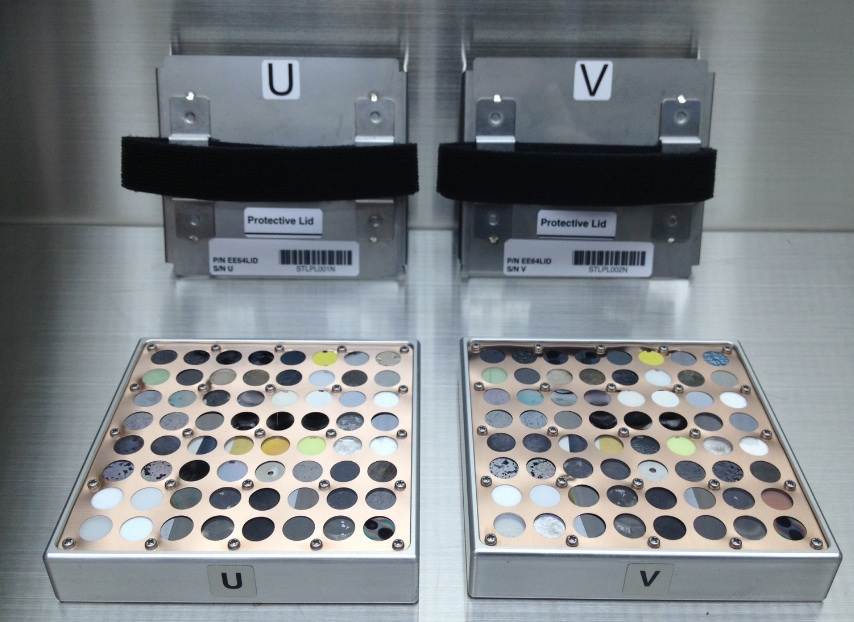 U
V
Protective Lid
P/N EE64LID
S/N U
STLPL001N
Protective Lid
P/N EE64LID
S/N V
STLPL002N
U
V